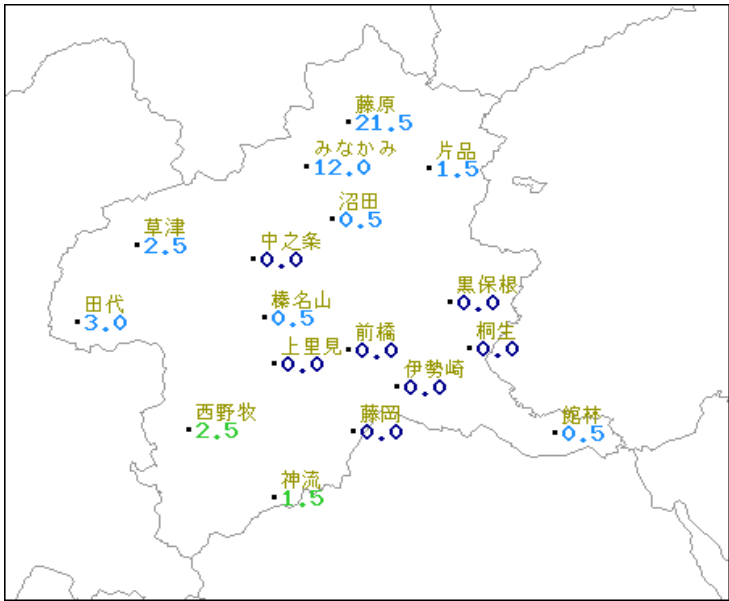 藤原
21.5
みなかみ
12.0
片品
1.5
沼田
0.5
草津
2.5
中之条
0.0
黒保根
0.0
田代
3.0
榛名山
0.5
前橋
0.0
桐生
0.0
上里見
0.0
伊勢崎
0.0
西野牧
2.5
藤岡
0.0
館林
0.5
神流
1.5